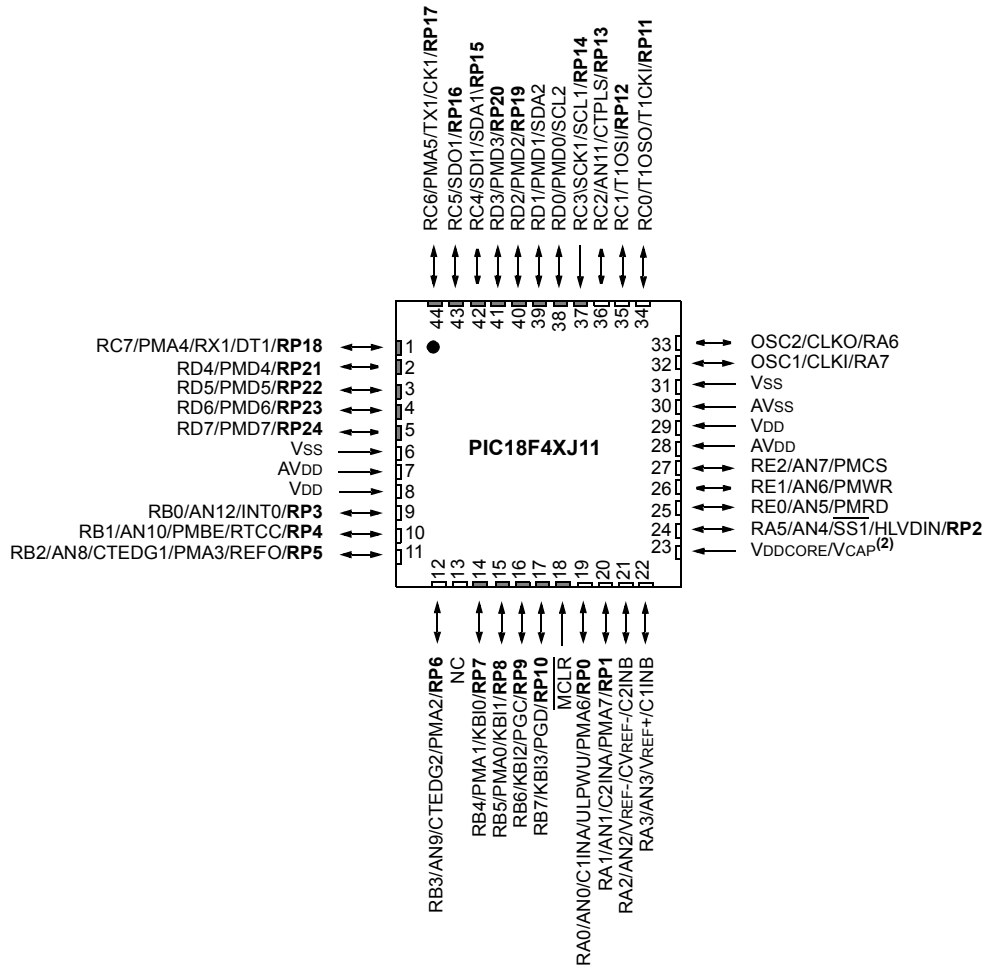 RC6/PMA5/TX1/CK1/RP17
RC5/SDO1/RP16
RC4/SDI1/SDA1\RP15
RD3/PMD3/RP20
RD2/PMD2/RP19
RD1/PMD1/SDA2
RD0/PMD0/SCL2
RC3\SCK1/SCL1/RP14
RC2/AN11/CTPLS/RP13
RC1/T1OSI/RP12
RC0/T1OSO/T1CKI/RP11
44
43
42
41
40
39
38
37
36
35
34
RC7/PMA4/RX1/DT1/RP18 1
RD4/PMD4/RP21 2
RD5/PMD5/RP22 3
RD6/PMD6/RP23 4
RD7/PMD7/RP24 5
VSS 6
AVDD 7
VDD 8
RB0/AN12/INT0/RP3 9
RB1/AN10/PMBE/RTCC/RP4 10
RB2/AN8/CTEDG1/PMA3/REFO/RP5 11
PIC18F4XJ11
33 OSC2/CLKO/RA6
32 OSC1/CLKI/RA7
31 VSS
30 AVSS
29 VDD
28 AVDD
27 RE2/AN7/PMCS
26 RE1/AN6/PMWR
25 RE0/AN5/PMRD
24 RA5/AN4/SS1/HLVDIN/RP2
23 VDDCORE/VCAP(2)
12
13
14
15
16
17
18
19
20
21
22
RB3/AN9/CTEDG2/PMA2/RP6
NC
RB4/PMA1/KBI0/RP7
RB5/PMA0/KBI1/RP8
RB6/KBI2/PGC/RP9
RB7/KBI3/PGD/RP10
MCLR
RA0/AN0/C1INA/ULPWU/PMA6/RP0
RA1/AN1/C2INA/PMA7/RP1
RA2/AN2/VREF-/CVREF-/C2INB
RA3/AN3/VREF+/C1INB